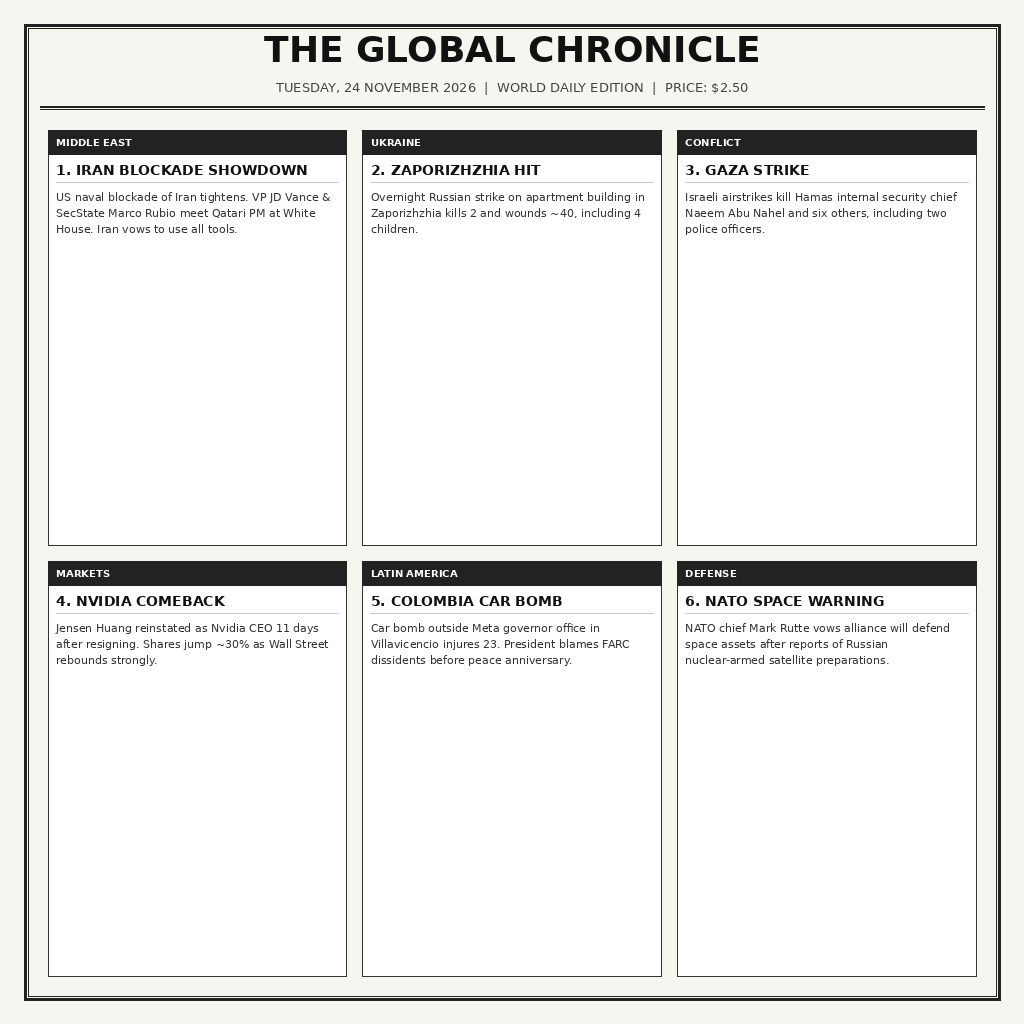 THE GLOBAL CHRONICLE
TUESDAY, 24 NOVEMBER 2026 | WORLD DAILY EDITION | PRICE: $2.50
MIDDLE EAST
1. IRAN BLOCKADE SHOWDOWN
US naval blockade of Iran tightens. VP JD Vance &
SecState Marco Rubio meet Qatari PM at White
House. Iran vows to use all tools.
UKRAINE
2. ZAPORIZHZHIA HIT
Overnight Russian strike on apartment building in
Zaporizhzhia kills 2 and wounds ~40, including 4
children.
CONFLICT
3. GAZA STRIKE
Israeli airstrikes kill Hamas internal security chief
Naeem Abu Nahel and six others, including two
police officers.
MARKETS
4. NVIDIA COMEBACK
Jensen Huang reinstated as Nvidia CEO 11 days
after resigning. Shares jump ~30% as Wall Street
rebounds strongly.
LATIN AMERICA
5. COLOMBIA CAR BOMB
Car bomb outside Meta governor office in
Villavicencio injures 23. President blames FARC
dissidents before peace anniversary.
DEFENSE
6. NATO SPACE WARNING
NATO chief Mark Rutte vows alliance will defend
space assets after reports of Russian
nuclear-armed satellite preparations.